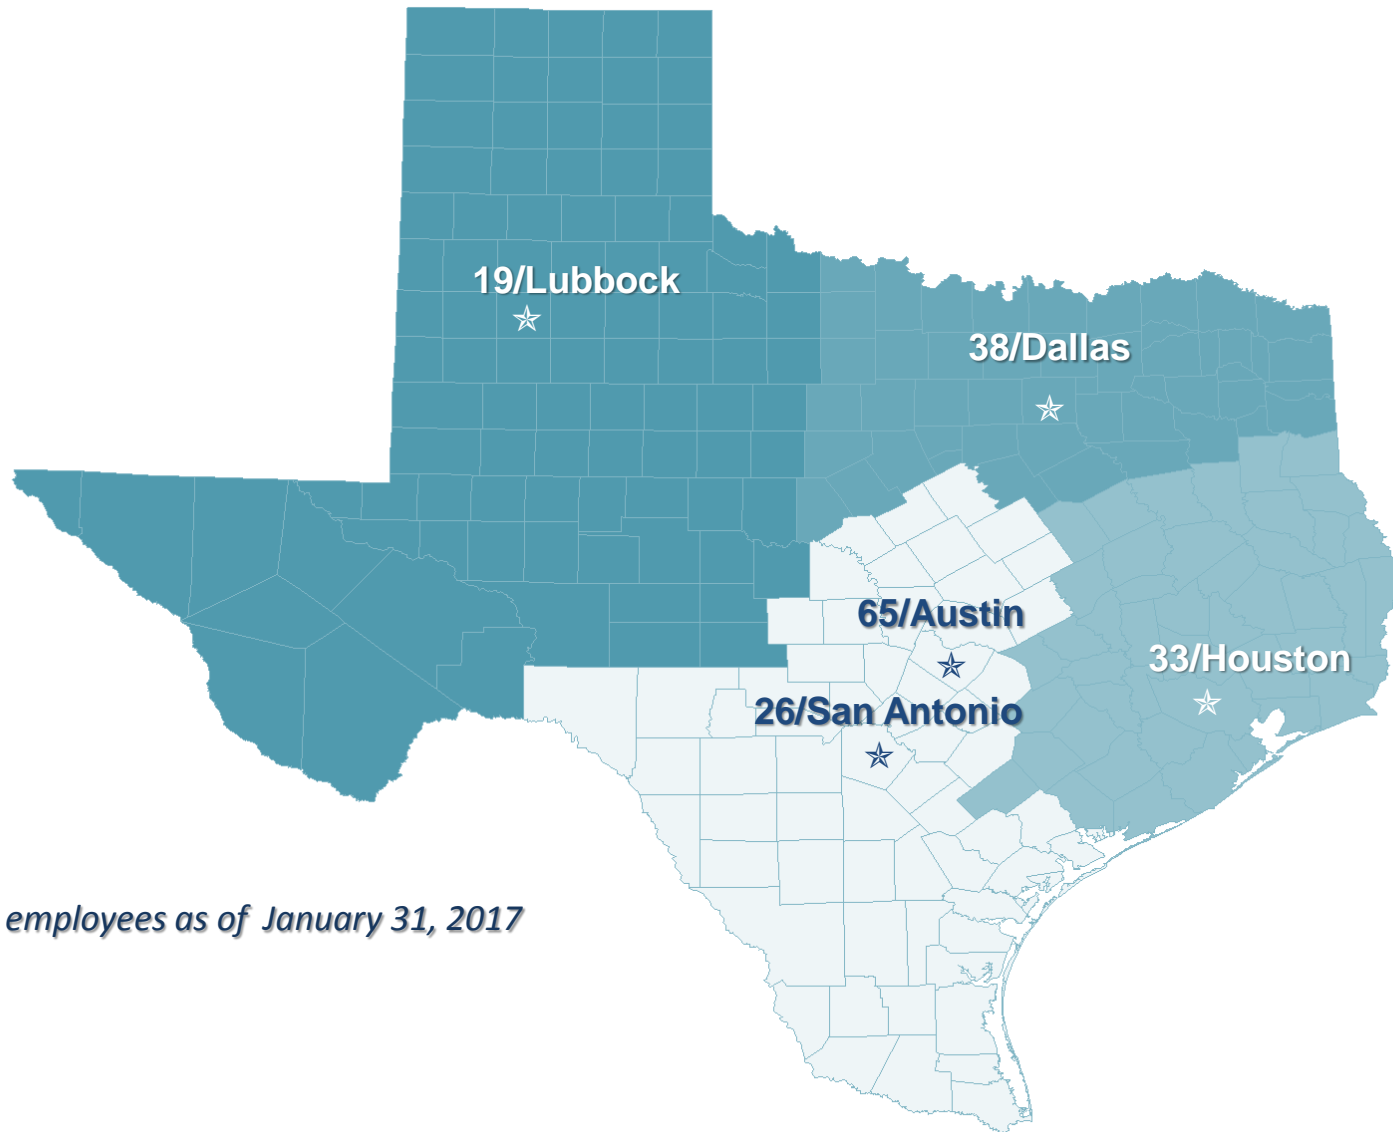 19/Lubbock
38/Dallas
65/Austin
33/Houston
26/San Antonio
employees as of January 31, 2017